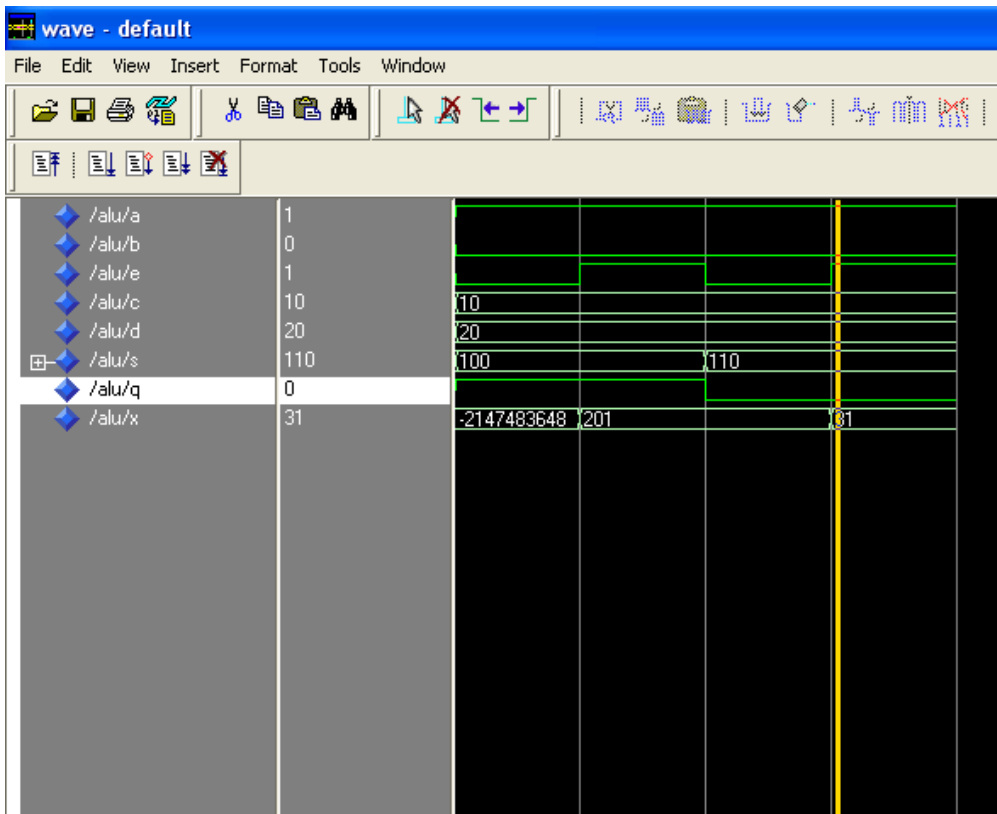 wave - default
File Edit View Insert Format Tools Window
/alu/a 1
/alu/b 0
/alu/e 1
/alu/c 10 10
/alu/d 20 20
/alu/s 110 100 110
/alu/q 0
/alu/x 31 -2147483648 201 31